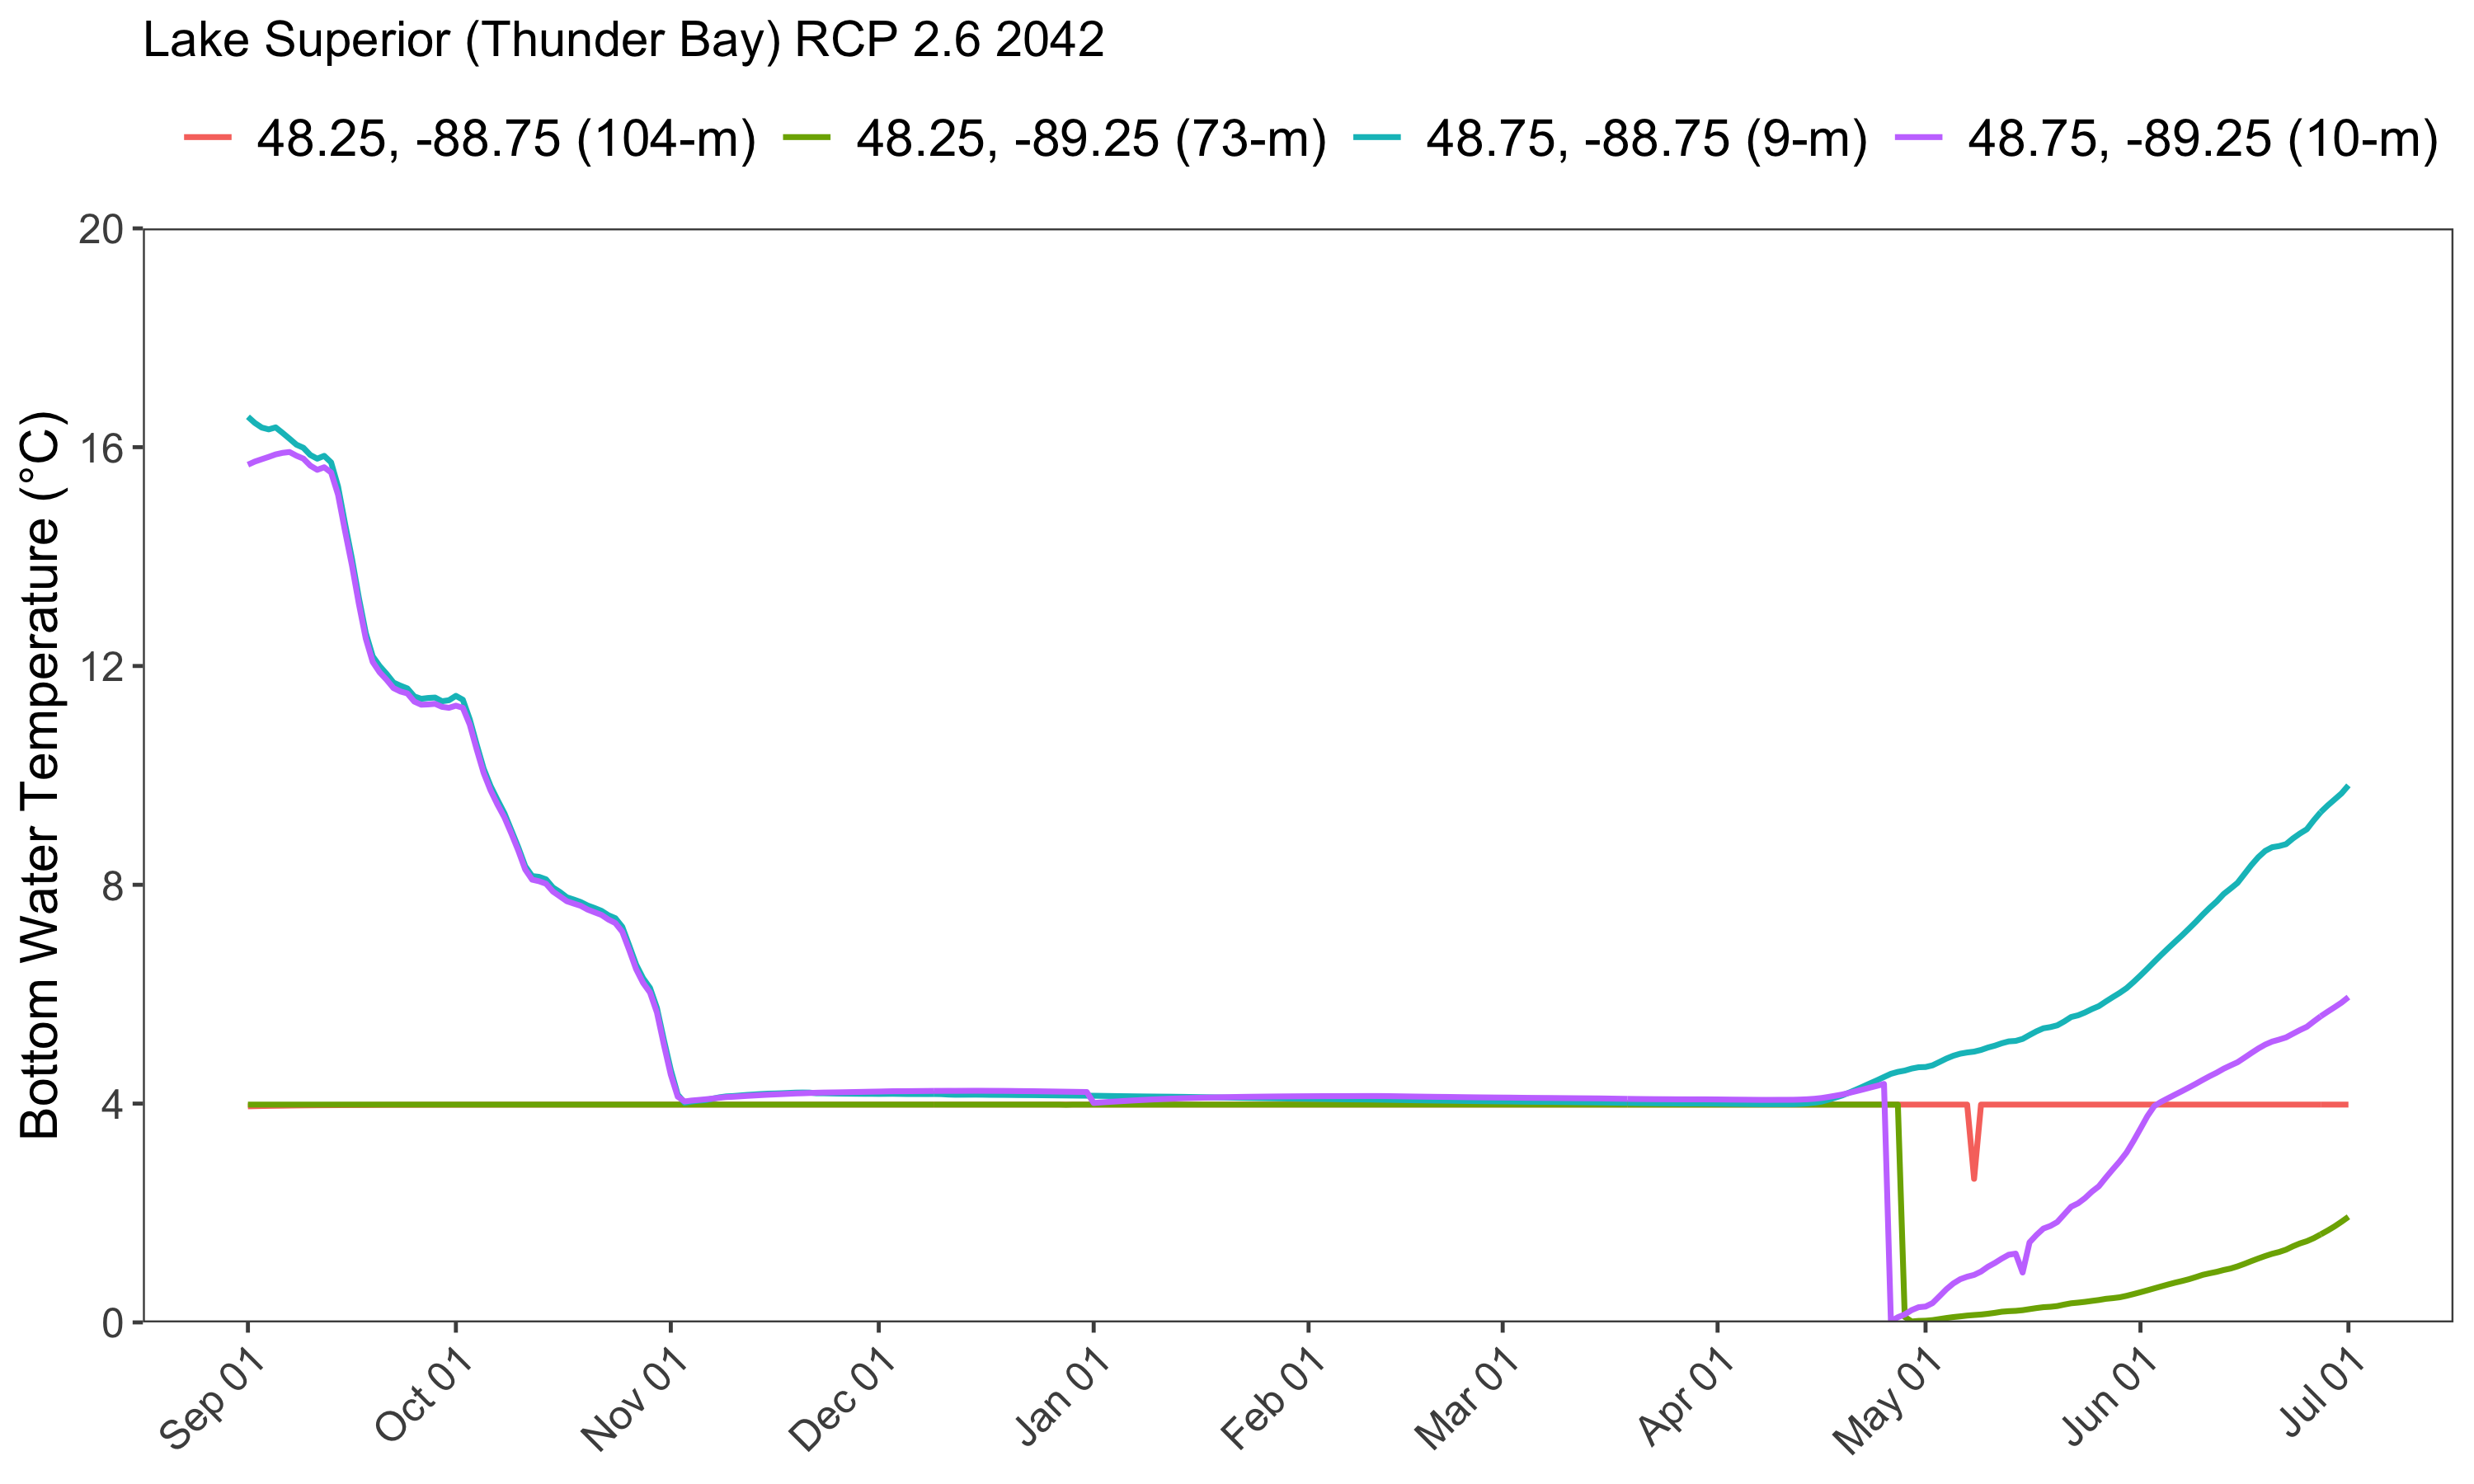 Lake Superior (Thunder Bay) RCP 2.6 2042
48.25, -88.75 (104-m) 48.25, -89.25 (73-m) 48.75, -88.75 (9-m) 48.75, -89.25 (10-m)
Bottom Water Temperature (°C)
20
16
12
8
4
0
Sep 01 Oct 01 Nov 01 Dec 01 Jan 01 Feb 01 Mar 01 Apr 01 May 01 Jun 01 Jul 01